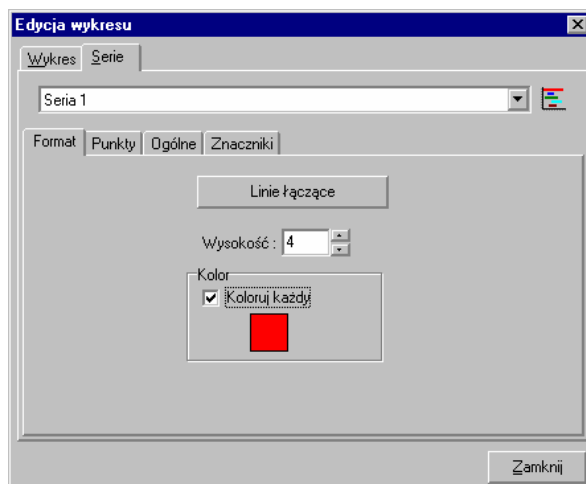 Edycja wykresu
Wykres Serie
Seria 1
Format Punkty Ogólne Znaczniki
Linie łączące
Wysokość : 4
Kolor
Koloruj każdy
Zamknij